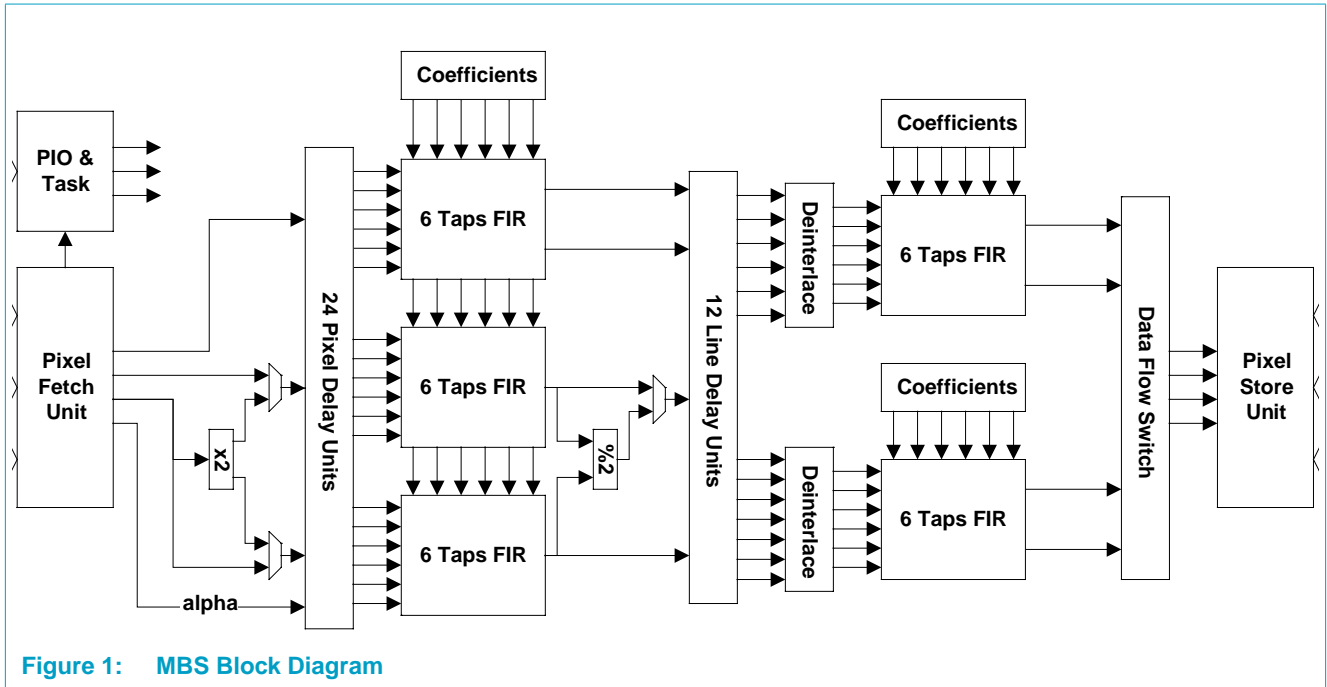 Coefficients
PIO &
Task
6 Taps FIR
Pixel
Fetch
Unit
x2
alpha
24 Pixel Delay Units
6 Taps FIR
6 Taps FIR
%2
12 Line Delay Units
Coefficients
Deinterlace
6 Taps FIR
Coefficients
Deinterlace
6 Taps FIR
Data Flow Switch
Pixel
Store
Unit
Figure 1: MBS Block Diagram